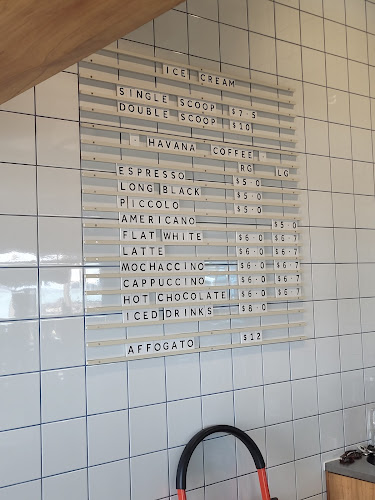 ICE CREAM
SINGLE SCOOP $7·5
DOUBLE SCOOP $10
· HAVANA COFFEE ·
RG LG
ESPRESSO $5·0
LONG BLACK $5·0
PICCOLO $5·0
AMERICANO $5·0
FLAT WHITE $6·0 $6·7
LATTE $6·0 $6·7
MOCHACCINO $6·0 $6·7
CAPPUCCINO $6·0 $6·7
HOT CHOCOLATE $6·0 $6·7
ICED DRINKS
AFFOGATO $12